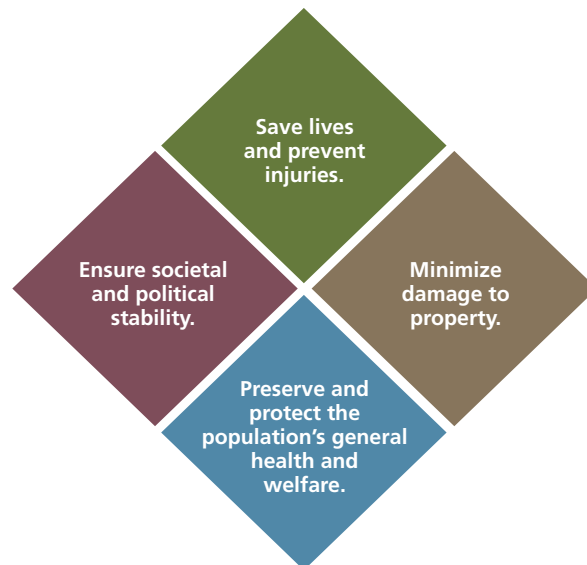 Save lives
and prevent
injuries.
Ensure societal
and political
stability.
Minimize
damage to
property.
Preserve and
protect the
population’s general
health and
welfare.